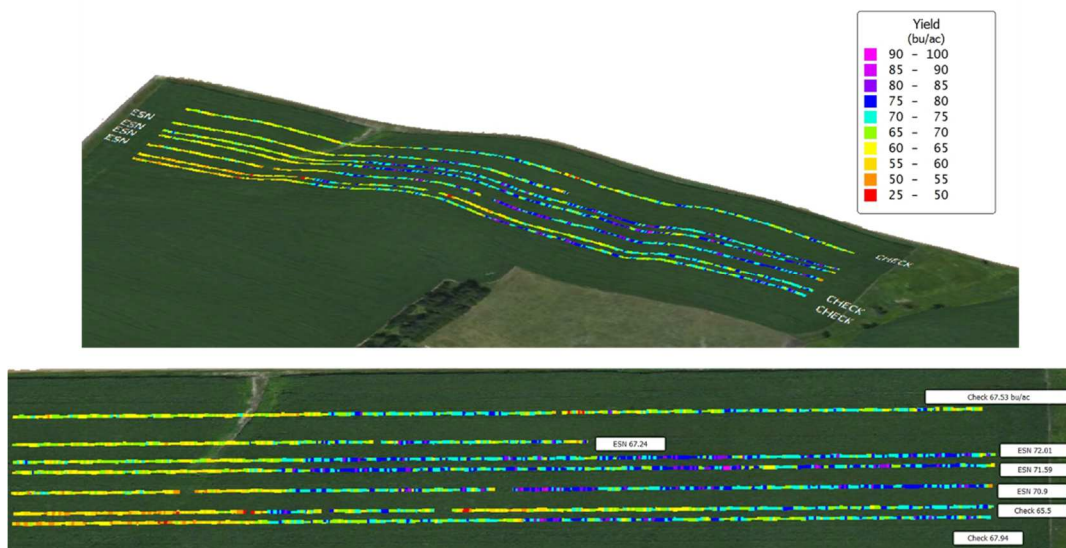 Yield
(bu/ac)
90 - 100
85 - 90
80 - 85
75 - 80
70 - 75
65 - 70
60 - 65
55 - 60
50 - 55
25 - 50
ESN
ESN
ESN
ESN
CHECK
CHECK
CHECK
Check 67.53 bu/ac
ESN 67.24
ESN 72.01
ESN 71.59
ESN 70.9
Check 65.5
Check 67.94